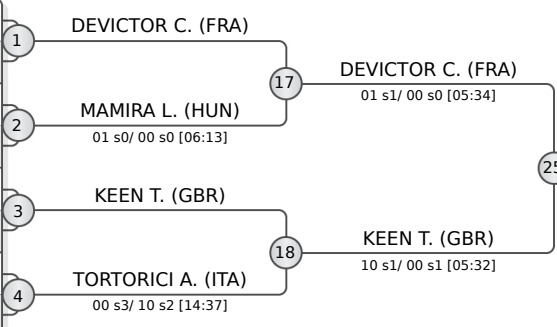 DEVICTOR C. (FRA)
1
17
DEVICTOR C. (FRA)
01 s1/ 00 s0 [05:34]
MAMIRA L. (HUN)
2
01 s0/ 00 s0 [06:13]
25
KEEN T. (GBR)
3
18
KEEN T. (GBR)
10 s1/ 00 s1 [05:32]
TORTORICI A. (ITA)
4
00 s3/ 10 s2 [14:37]